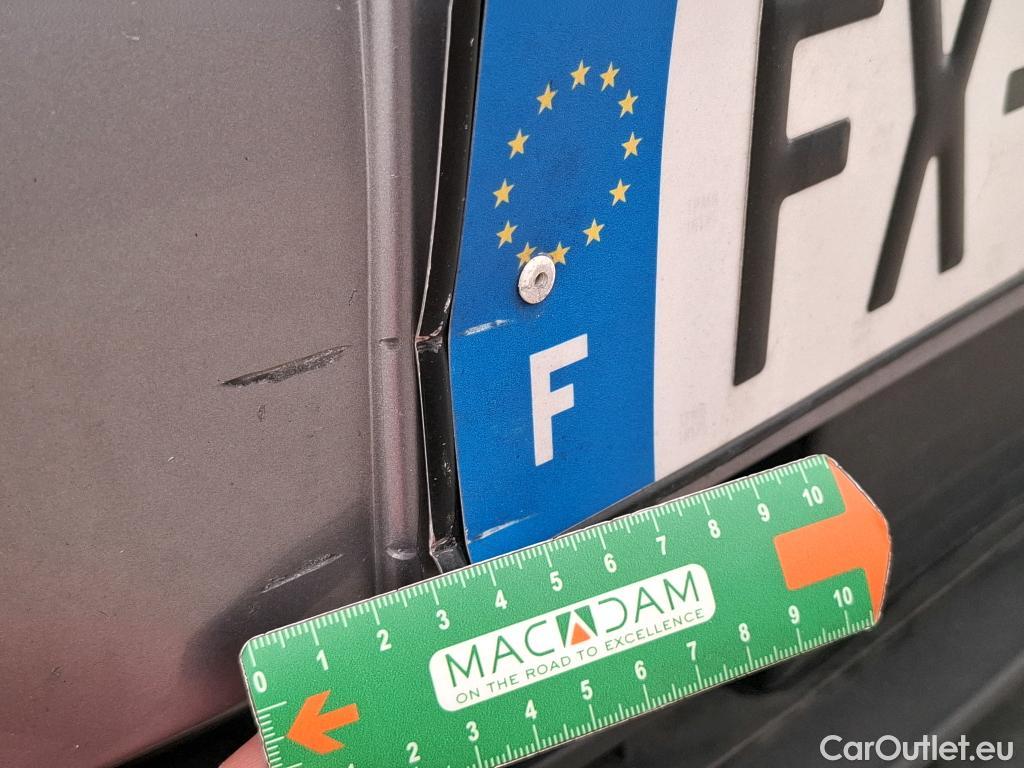 FX-
F
0 1 2 3 4 5 6 7 8 9 10
MACADAM
ON THE ROAD TO EXCELLENCE
2 3 4 5 6 7 8 9 10
CarOutlet.eu